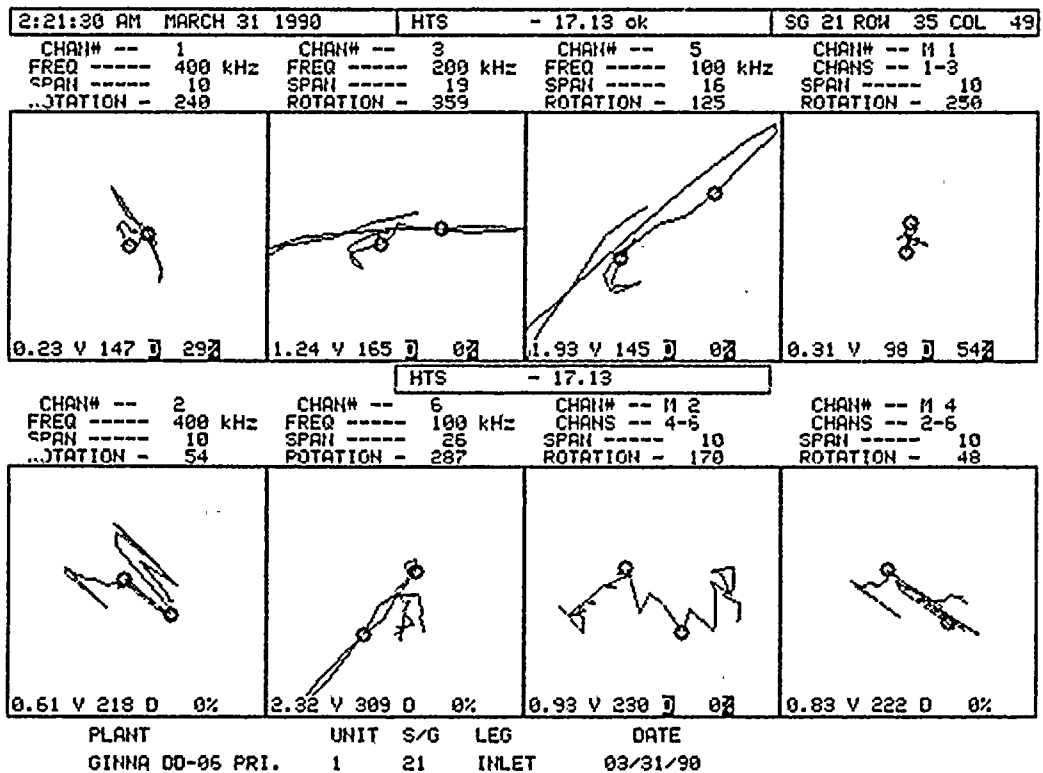 2:21:30 AM MARCH 31 1990 HTS - 17.13 ok SG 21 ROW 35 COL 49
CHAN# -- 1 CHAN# -- 3 CHAN# -- 5 CHAN# -- M 1
FREQ ----- 400 kHz FREQ ----- 200 kHz FREQ ----- 100 kHz CHANS -- 1-3
SPAN ----- 10 SPAN ----- 19 SPAN ----- 16 SPAN ----- 10
..OTATION - 240 ROTATION - 359 ROTATION - 125 ROTATION - 250
0.23 V 147 D 29% 1.24 V 165 D 0% 1.93 V 145 D 0% 0.31 V 98 D 54%
HTS - 17.13
CHAN# -- 2 CHAN# -- 6 CHAN# -- M 2 CHAN# -- M 4
FREQ ----- 400 kHz FREQ ----- 100 kHz CHANS -- 4-6 CHANS -- 2-6
SPAN ----- 10 SPAN ----- 26 SPAN ----- 10 SPAN ----- 10
..OTATION - 54 ROTATION - 287 ROTATION - 170 ROTATION - 48
0.61 V 218 D 0% 2.32 V 309 D 0% 0.93 V 230 D 0% 0.83 V 222 D 0%
PLANT UNIT S/G LEG DATE
GINNA DD-06 PRI. 1 21 INLET 03/31/90